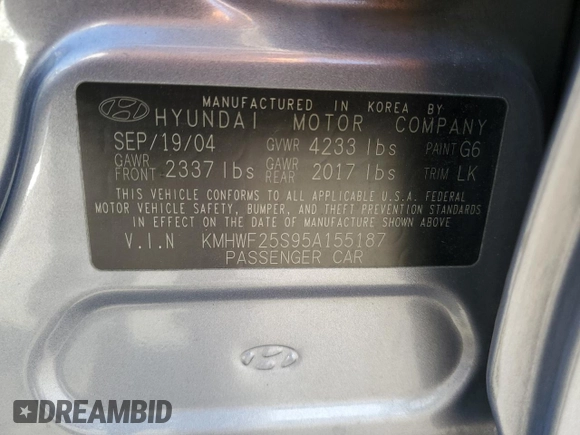 MANUFACTURED IN KOREA BY
HYUNDAI MOTOR COMPANY
SEP/19/04 GVWR 4233 lbs PAINT G6
GAWR FRONT 2337 lbs GAWR REAR 2017 lbs TRIM LK
THIS VEHICLE CONFORMS TO ALL APPLICABLE U.S.A. FEDERAL
MOTOR VEHICLE SAFETY, BUMPER, AND THEFT PREVENTION STANDARDS
IN EFFECT ON THE DATE OF MANUFACTURE SHOWN ABOVE
V.I.N KMHWF25S95A155187
PASSENGER CAR
DREAMBID